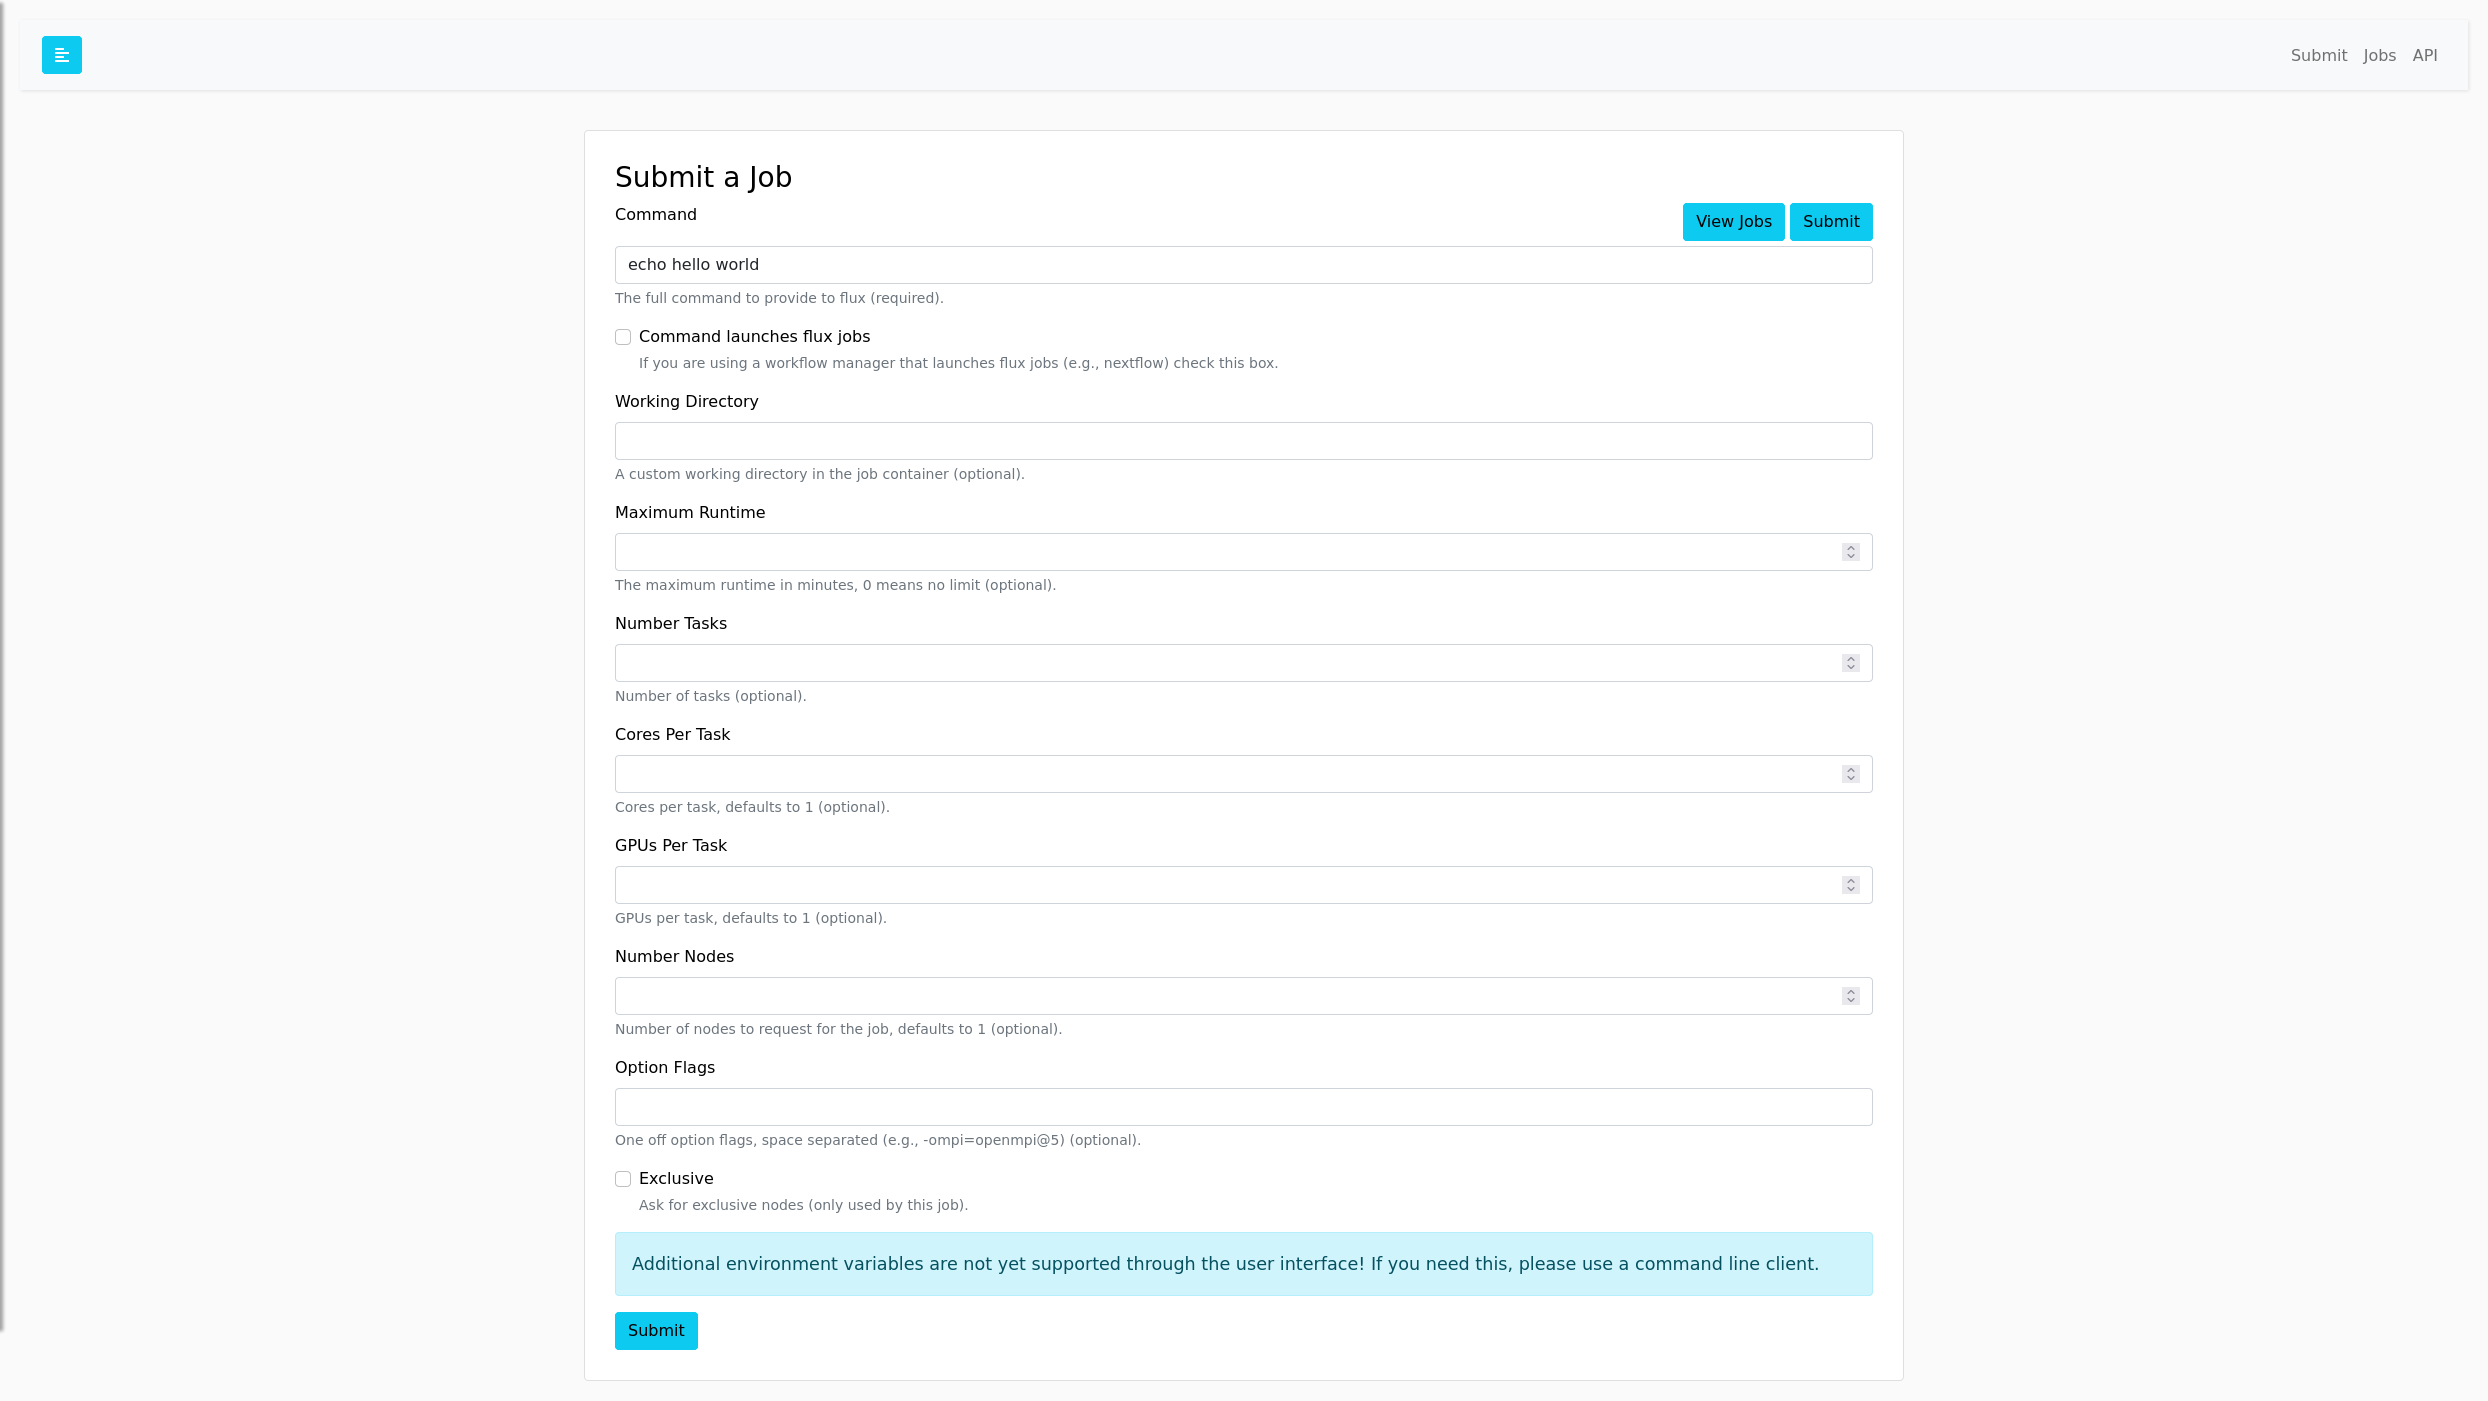 Submit Jobs API
Submit a Job
Command
View Jobs Submit
echo hello world
The full command to provide to flux (required).
Command launches flux jobs
If you are using a workflow manager that launches flux jobs (e.g., nextflow) check this box.
Working Directory
A custom working directory in the job container (optional).
Maximum Runtime
The maximum runtime in minutes, 0 means no limit (optional).
Number Tasks
Number of tasks (optional).
Cores Per Task
Cores per task, defaults to 1 (optional).
GPUs Per Task
GPUs per task, defaults to 1 (optional).
Number Nodes
Number of nodes to request for the job, defaults to 1 (optional).
Option Flags
One off option flags, space separated (e.g., -ompi=openmpi@5) (optional).
Exclusive
Ask for exclusive nodes (only used by this job).
Additional environment variables are not yet supported through the user interface! If you need this, please use a command line client.
Submit